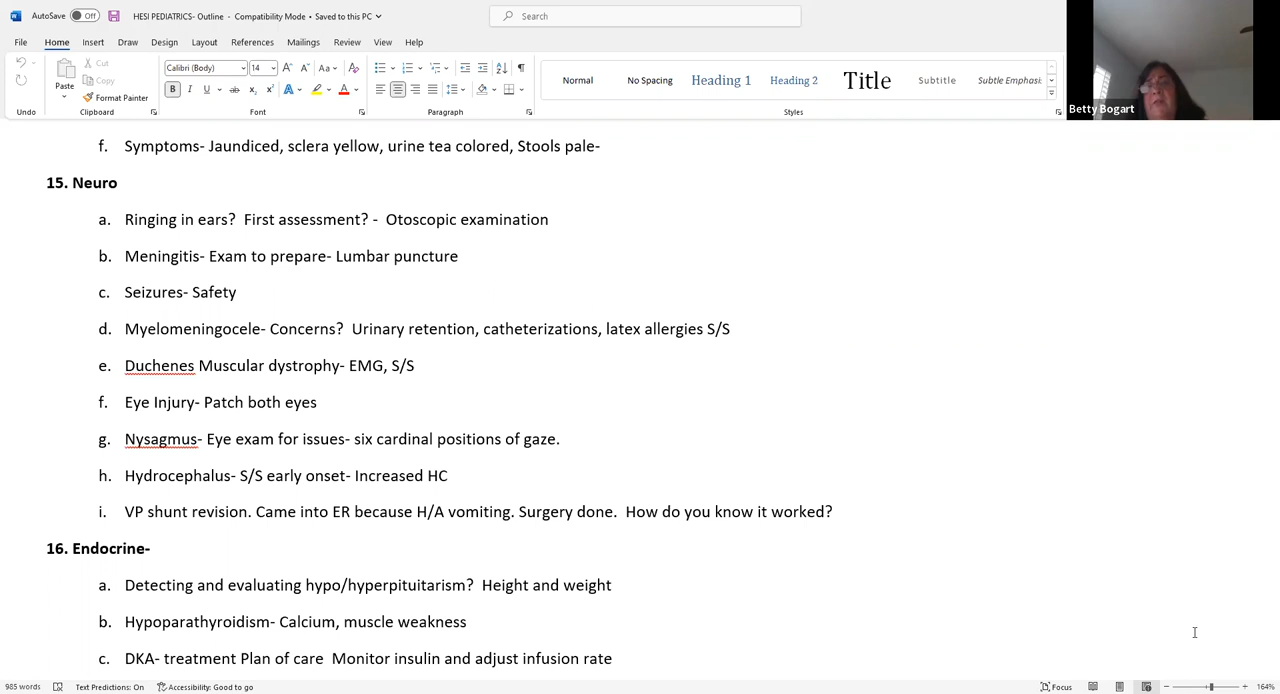 AutoSave Off HESI PEDIATRICS- Outline - Compatibility Mode • Saved to this PC Search
File Home Insert Draw Design Layout References Mailings Review View Help
Cut Calibri (Body) 14 Aa
Paste Copy Normal No Spacing Heading 1 Heading 2 Title Subtitle Subtle Emphasi
Format Painter B I U ab x₂ x² A A
Undo Clipboard Font Paragraph Styles
Betty Bogart
f. Symptoms- Jaundiced, sclera yellow, urine tea colored, Stools pale-
15. Neuro
a. Ringing in ears? First assessment? - Otoscopic examination
b. Meningitis- Exam to prepare- Lumbar puncture
c. Seizures- Safety
d. Myelomeningocele- Concerns? Urinary retention, catheterizations, latex allergies S/S
e. Duchenes Muscular dystrophy- EMG, S/S
f. Eye Injury- Patch both eyes
g. Nysagmus- Eye exam for issues- six cardinal positions of gaze.
h. Hydrocephalus- S/S early onset- Increased HC
i. VP shunt revision. Came into ER because H/A vomiting. Surgery done. How do you know it worked?
16. Endocrine-
a. Detecting and evaluating hypo/hyperpituitarism? Height and weight
b. Hypoparathyroidism- Calcium, muscle weakness
c. DKA- treatment Plan of care Monitor insulin and adjust infusion rate
985 words Text Predictions: On Accessibility: Good to go Focus 164%